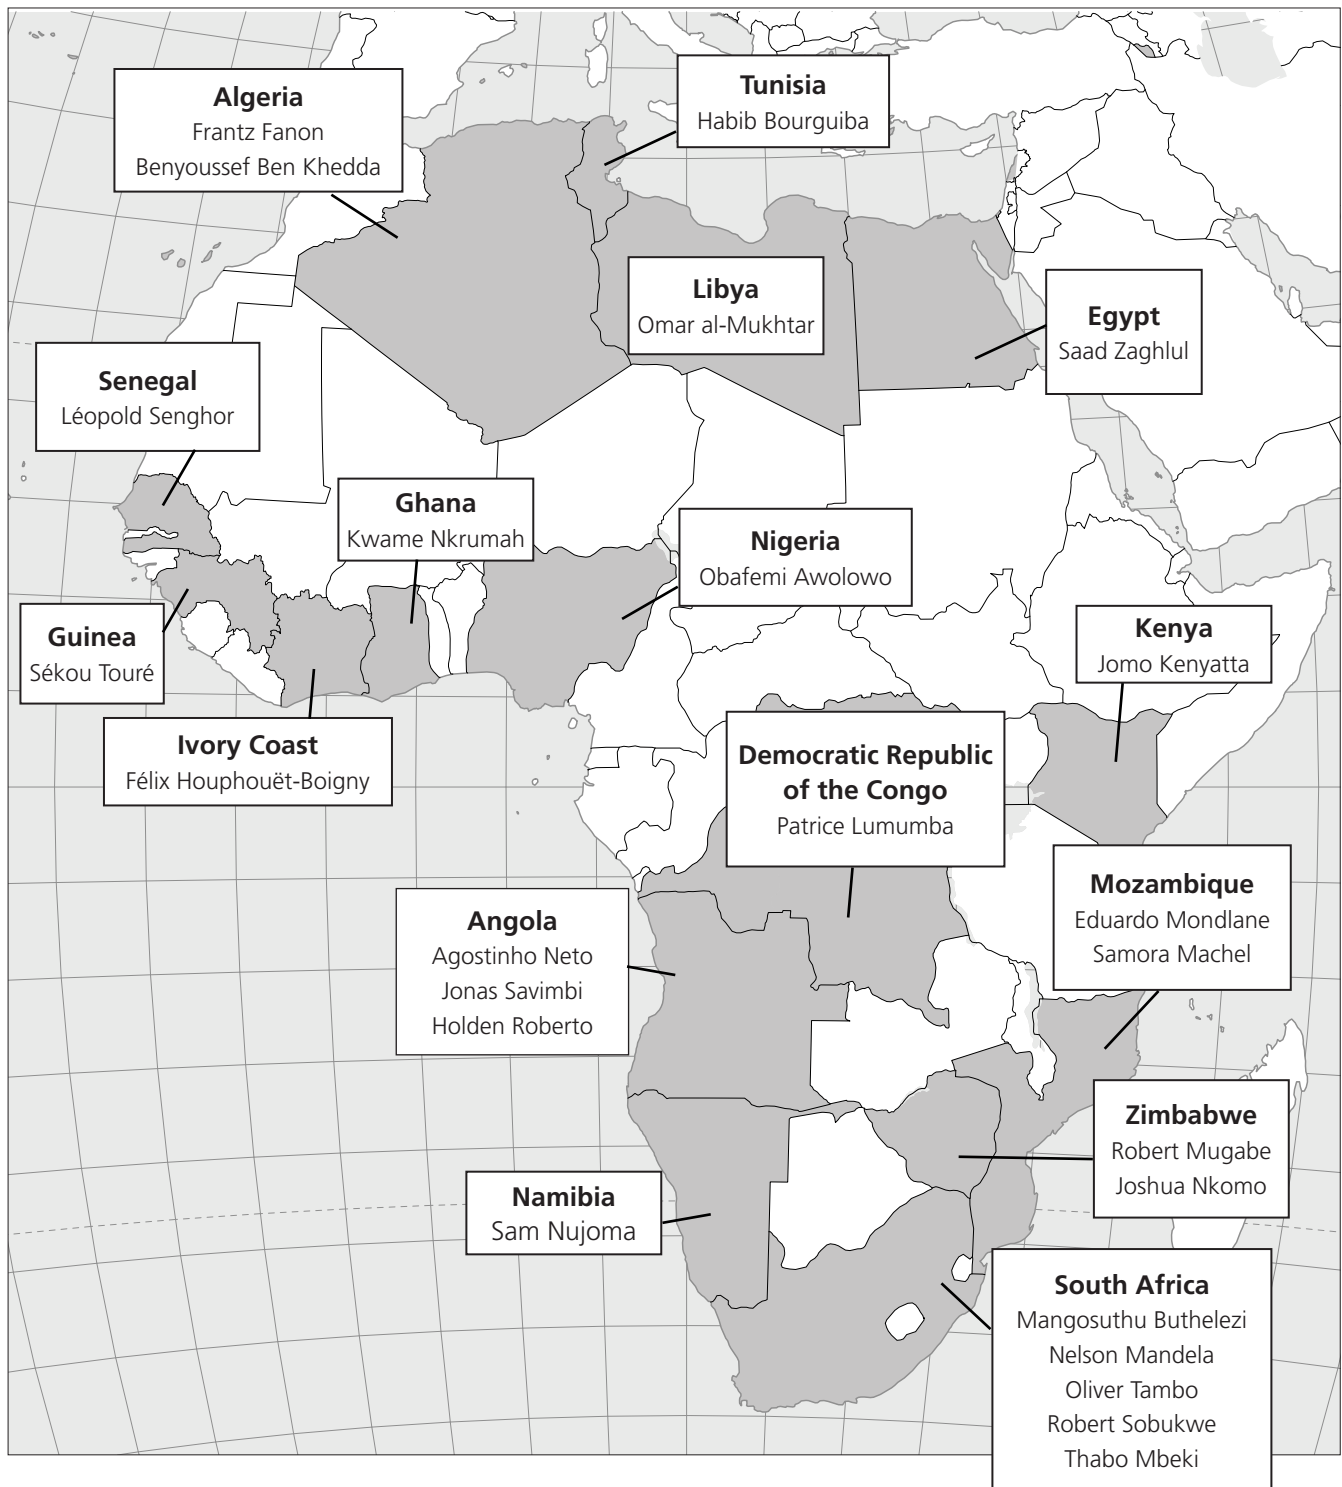 Algeria
Frantz Fanon
Benyoussef Ben Khedda
Tunisia
Habib Bourguiba
Libya
Omar al-Mukhtar
Egypt
Saad Zaghlul
Senegal
Léopold Senghor
Ghana
Kwame Nkrumah
Nigeria
Obafemi Awolowo
Guinea
Sékou Touré
Kenya
Jomo Kenyatta
Ivory Coast
Félix Houphouët-Boigny
Democratic Republic
of the Congo
Patrice Lumumba
Angola
Agostinho Neto
Jonas Savimbi
Holden Roberto
Mozambique
Eduardo Mondlane
Samora Machel
Zimbabwe
Robert Mugabe
Joshua Nkomo
Namibia
Sam Nujoma
South Africa
Mangosuthu Buthelezi
Nelson Mandela
Oliver Tambo
Robert Sobukwe
Thabo Mbeki